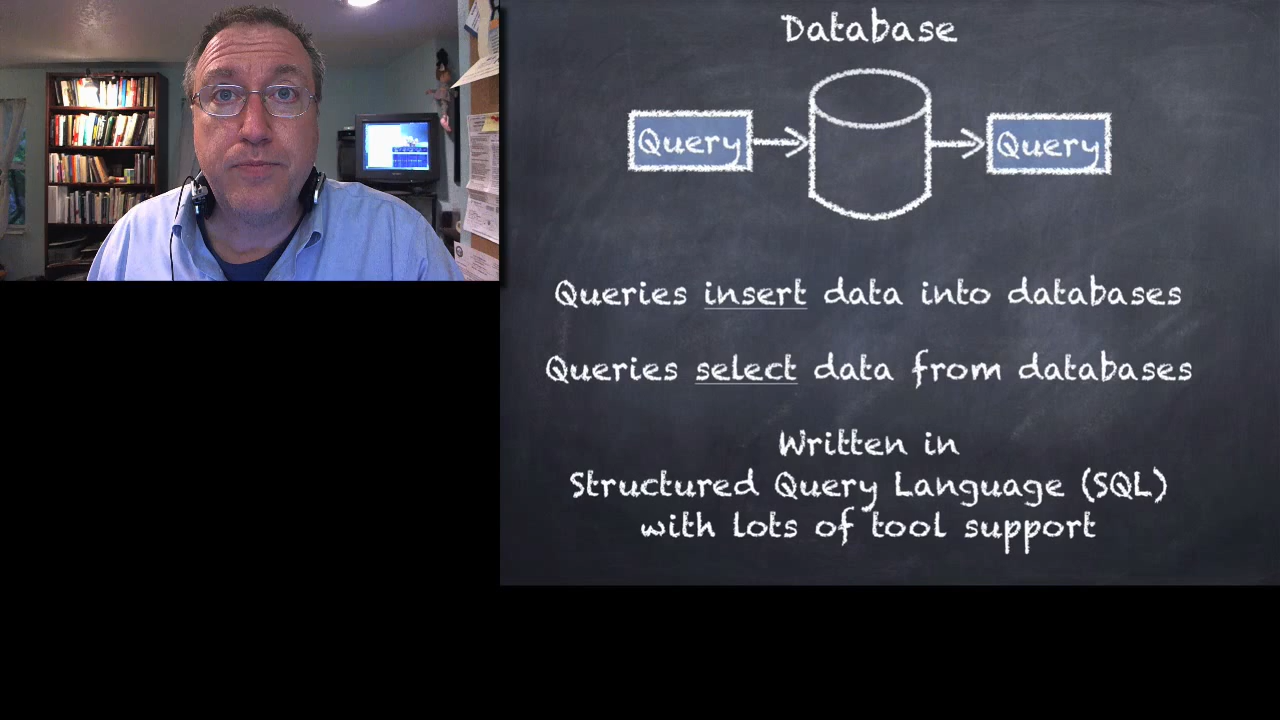 Database
Query
Query
Queries insert data into databases
Queries select data from databases
Written in
Structured Query Language (SQL)
with lots of tool support